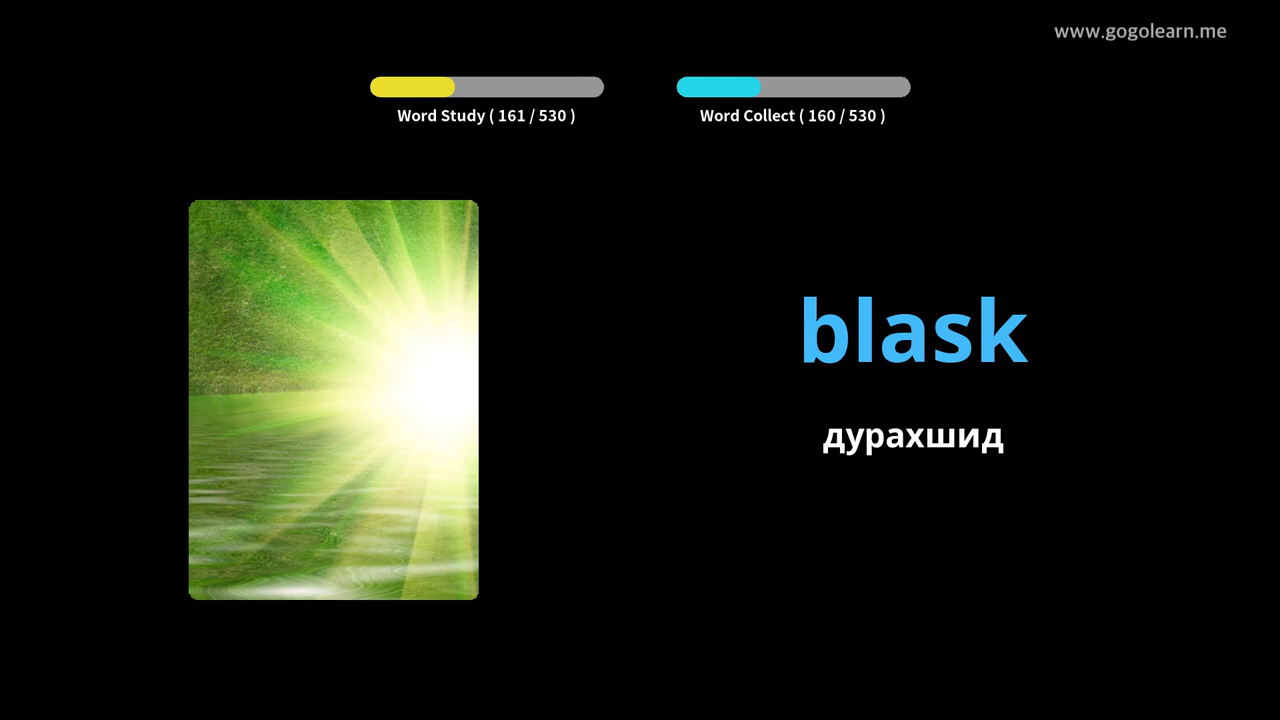 www.gogolearn.me
Word Study ( 161 / 530 )
Word Collect ( 160 / 530 )
blask
дурахшид